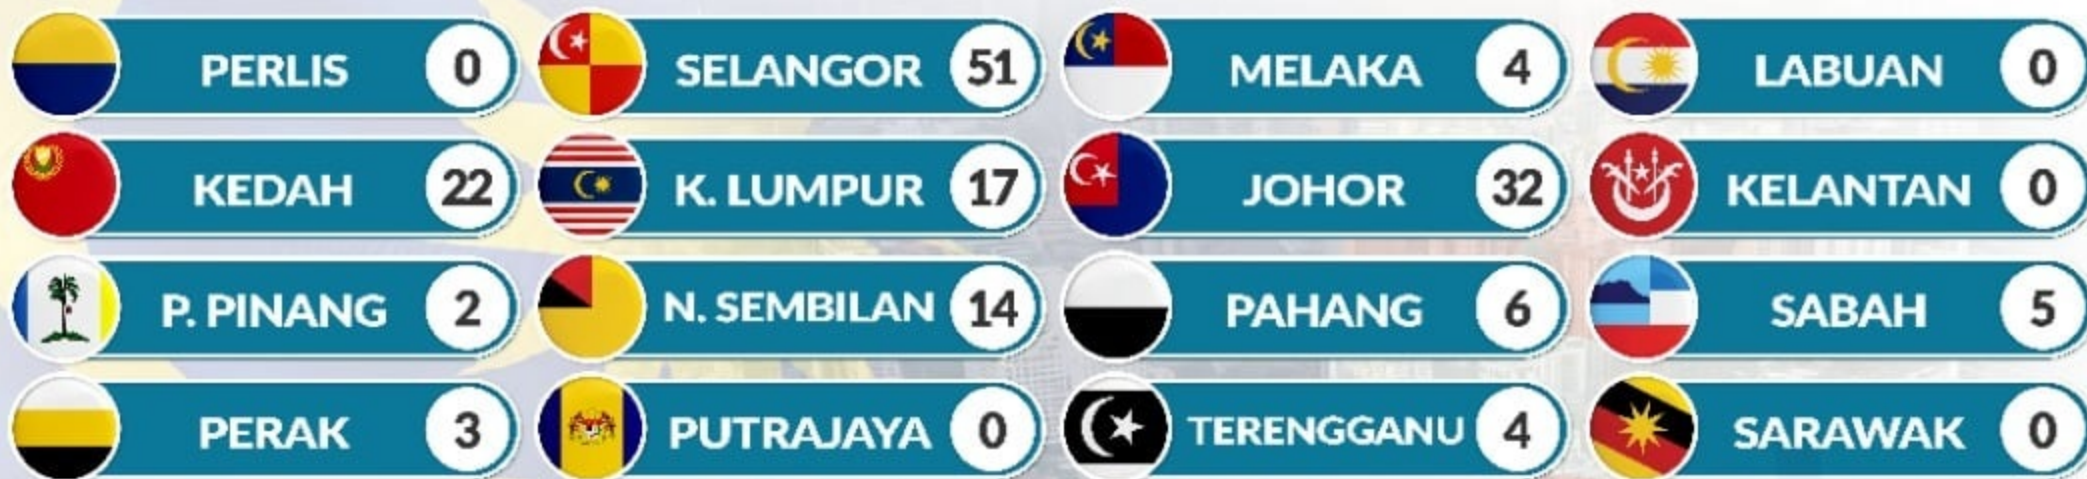 PERLIS 0 SELANGOR 51 MELAKA 4 LABUAN 0
KEDAH 22 K. LUMPUR 17 JOHOR 32 KELANTAN 0
P. PINANG 2 N. SEMBILAN 14 PAHANG 6 SABAH 5
PERAK 3 PUTRAJAYA 0 TERENGGANU 4 SARAWAK 0